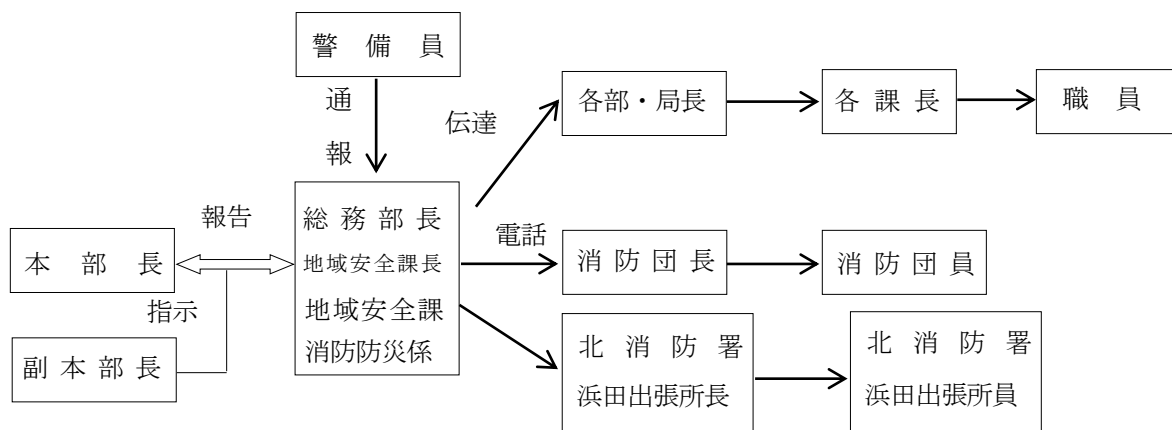 警備員
通
報
伝達
各部・局長
各課長
職員
報告
電話
本部長
総務部長
地域安全課長
地域安全課
消防防災係
消防団長
消防団員
指示
副本部長
北消防署
浜田出張所長
北消防署
浜田出張所員